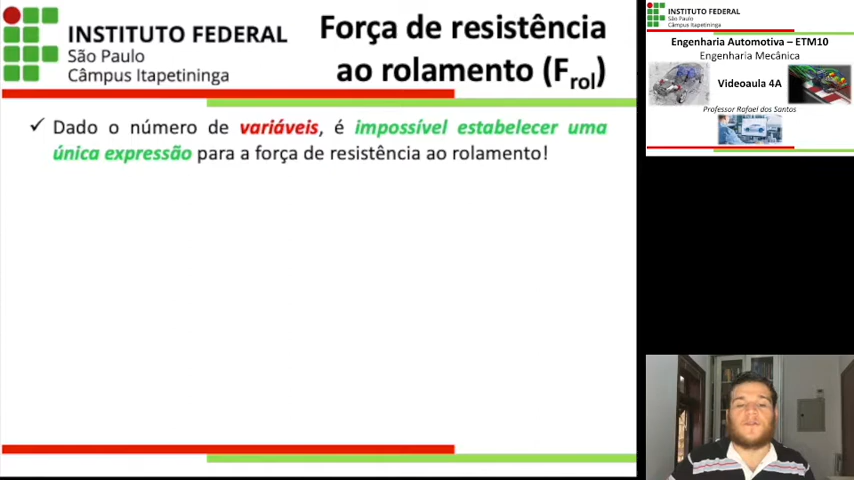 INSTITUTO FEDERAL
São Paulo
Câmpus Itapetininga
Força de resistência
ao rolamento (Frol)
✓ Dado o número de variáveis, é impossível estabelecer uma
única expressão para a força de resistência ao rolamento!
INSTITUTO FEDERAL
São Paulo
Câmpus Itapetininga
Engenharia Automotiva – ETM10
Engenharia Mecânica
Videoaula 4A
Professor Rafael dos Santos